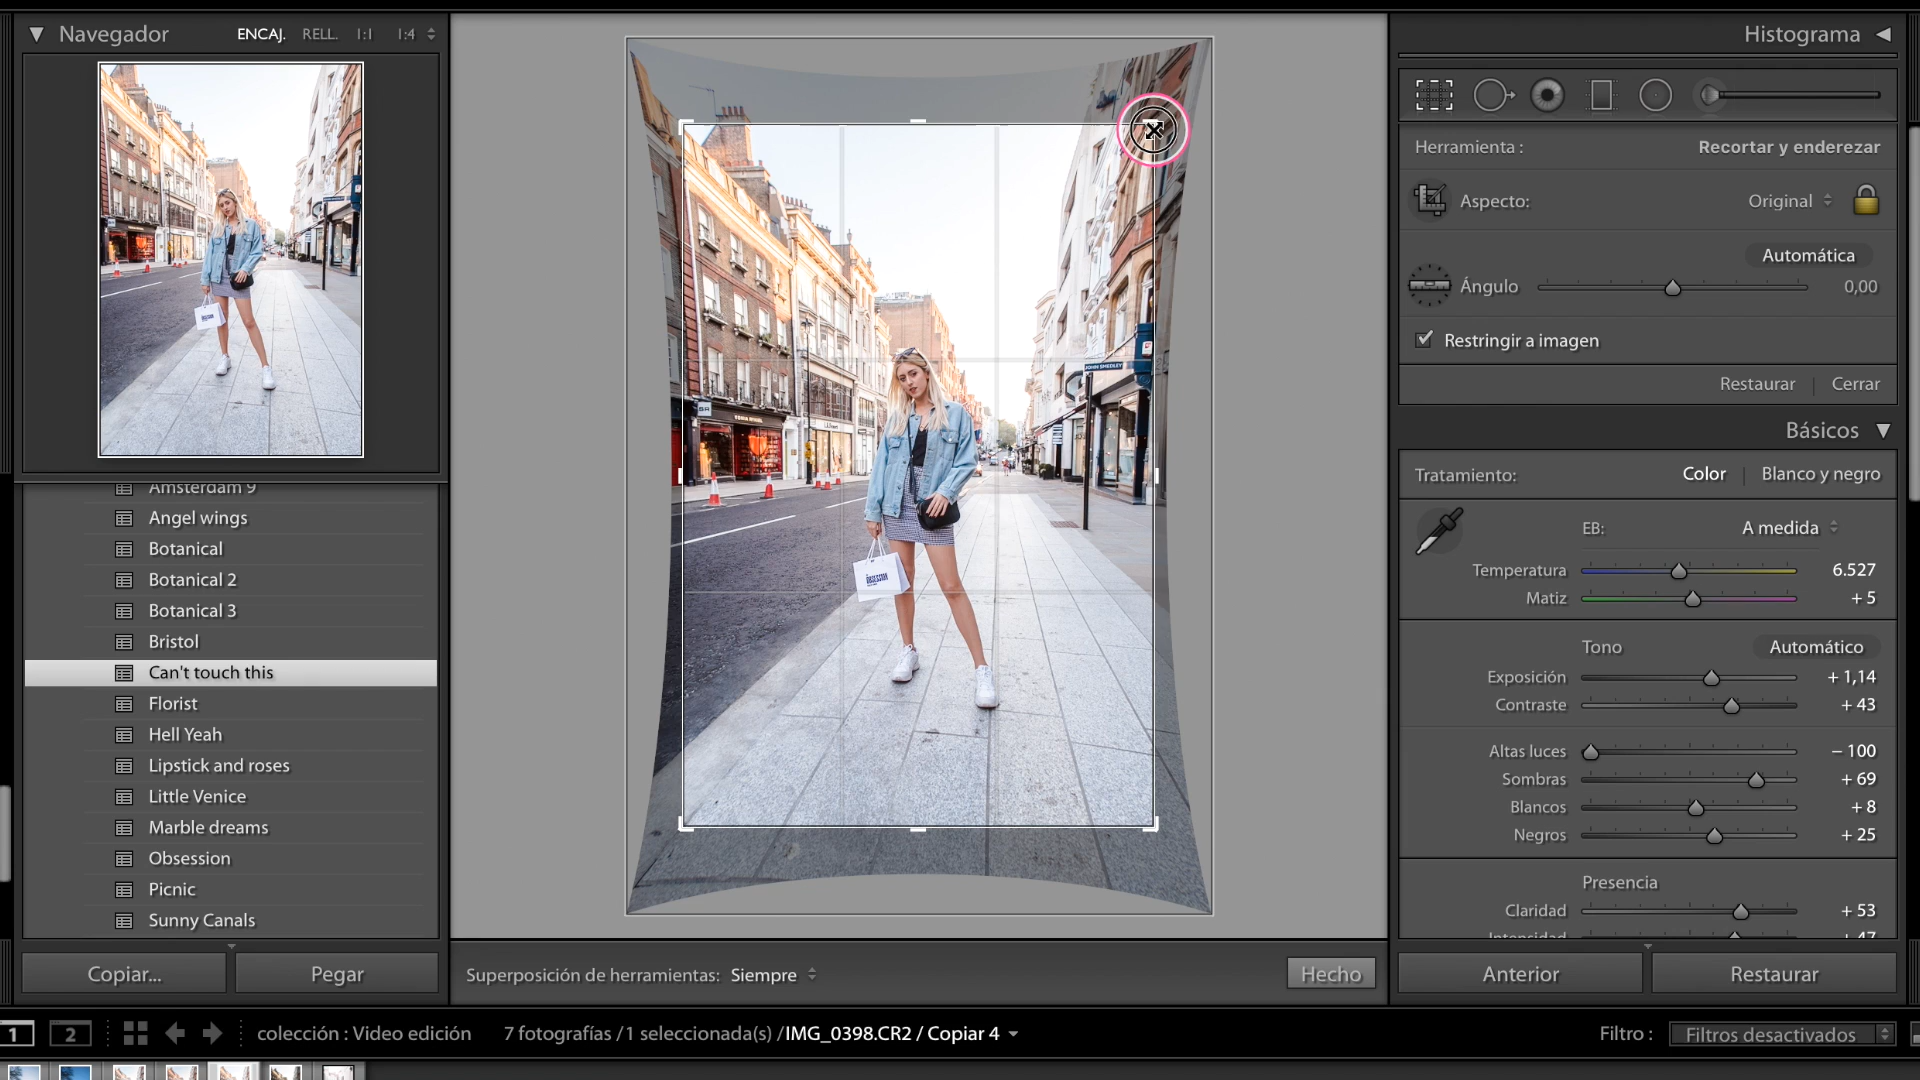 Navegador
ENCAJ. RELL. 1:1 1:4
Amsterdam 9
Angel wings
Botanical
Botanical 2
Botanical 3
Bristol
Can't touch this
Florist
Hell Yeah
Lipstick and roses
Little Venice
Marble dreams
Obsession
Picnic
Sunny Canals
Copiar... Pegar
JOHN SMEDLEY
Superposición de herramientas: Siempre
Hecho
Histograma
Herramienta : Recortar y enderezar
Aspecto: Original
Automática
Ángulo 0,00
Restringir a imagen
Restaurar | Cerrar
Básicos
Tratamiento: Color | Blanco y negro
EB: A medida
Temperatura 6.527
Matiz + 5
Tono Automático
Exposición + 1,14
Contraste + 43
Altas luces – 100
Sombras + 69
Blancos + 8
Negros + 25
Presencia
Claridad + 53
Intensidad + 47
Anterior Restaurar
1 2 colección : Video edición 7 fotografías /1 seleccionada(s) /IMG_0398.CR2 / Copiar 4
Filtro : Filtros desactivados